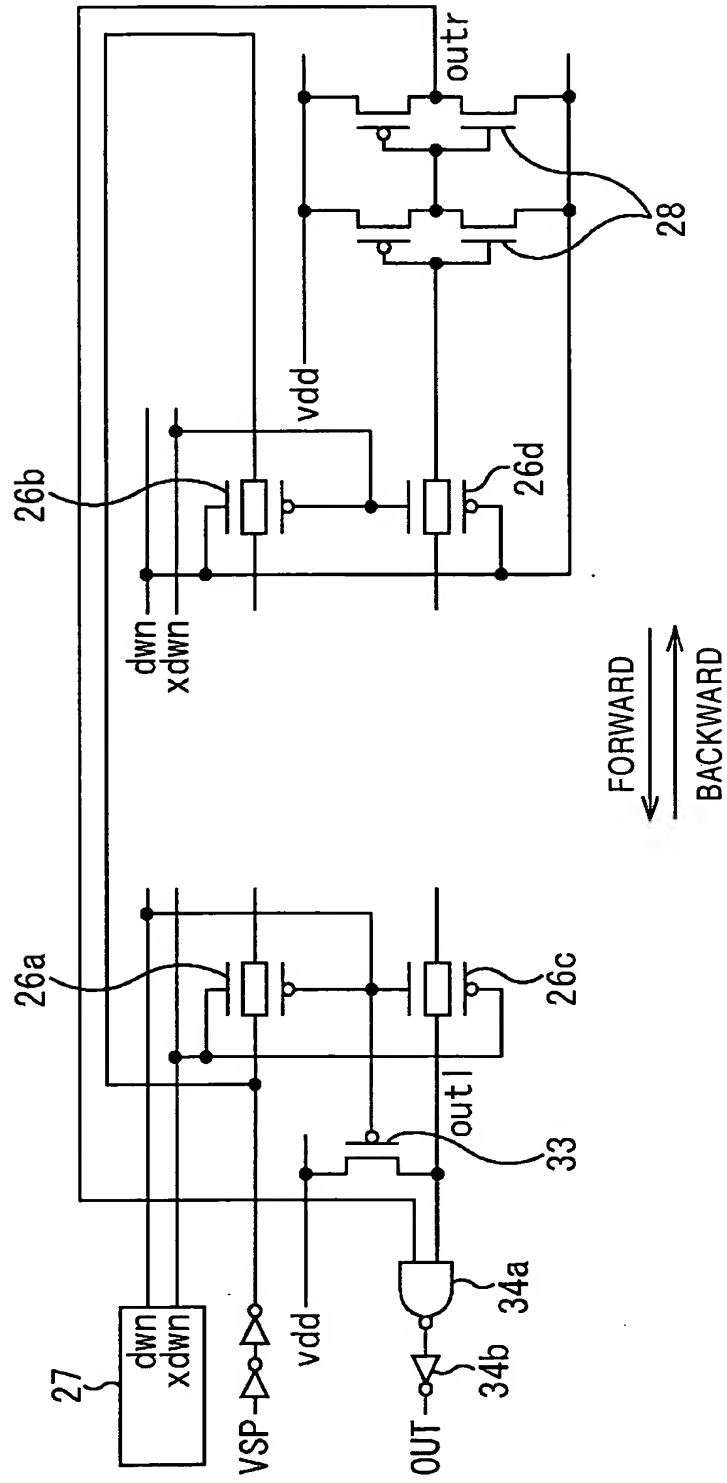 27
dwn
xdwn
VSP
vdd
OUT
34b
34a
33
outl
26a
26c
FORWARD
BACKWARD
dwn
xdwn
26b
26d
vdd
28
outr